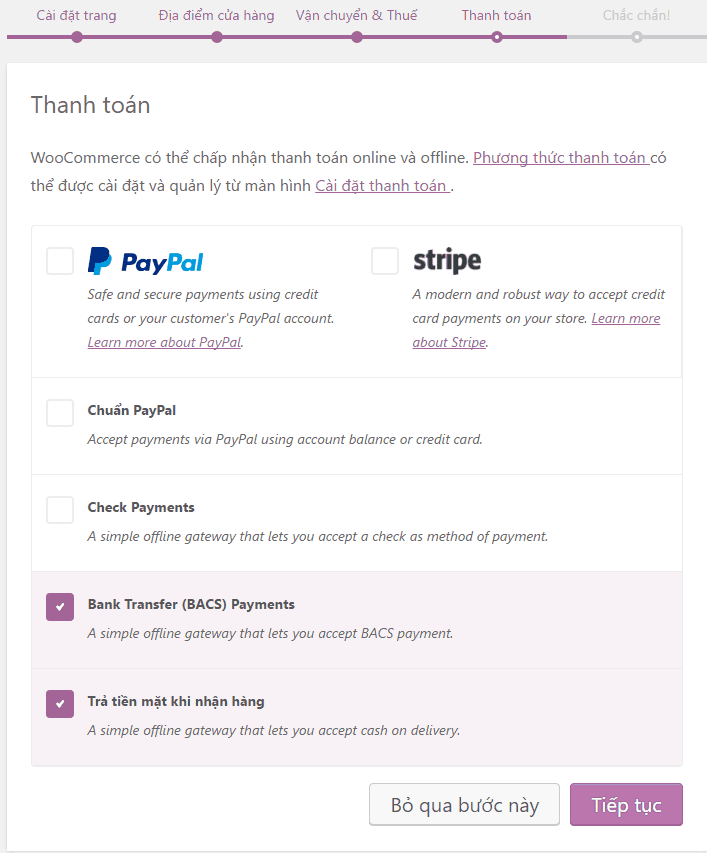 Cài đặt trang Địa điểm cửa hàng Vận chuyển & Thuế Thanh toán Chắc chắn!
Thanh toán
WooCommerce có thể chấp nhận thanh toán online và offline. Phương thức thanh toán có
thể được cài đặt và quản lý từ màn hình Cài đặt thanh toán .
PayPal
Safe and secure payments using credit
cards or your customer's PayPal account.
Learn more about PayPal.
stripe
A modern and robust way to accept credit
card payments on your store. Learn more
about Stripe.
Chuẩn PayPal
Accept payments via PayPal using account balance or credit card.
Check Payments
A simple offline gateway that lets you accept a check as method of payment.
Bank Transfer (BACS) Payments
A simple offline gateway that lets you accept BACS payment.
Trả tiền mặt khi nhận hàng
A simple offline gateway that lets you accept cash on delivery.
Bỏ qua bước này Tiếp tục